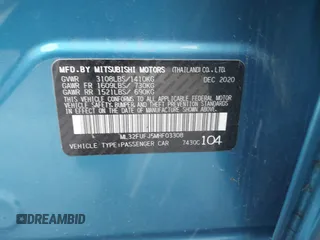 MFD.BY MITSUBISHI MOTORS (THAILAND)CO.,LTD.
GVWR 3108LBS/1410KG DEC 2020
GAWR FR 1609LBS/ 730KG
GAWR RR 1521LBS/ 690KG
THIS VEHICLE CONFORMS TO ALL APPLICABLE FEDERAL
MOTOR VEHICLE SAFETY, BUMPER, AND THEFT PREVENTION
STANDARDS IN EFFECT ON THE DATE OF MANUFACTURE
SHOWN ABOVE.
ML32FUFJ5MHF03308
VEHICLE TYPE:PASSENGER CAR 7430C 104
DREAMBID